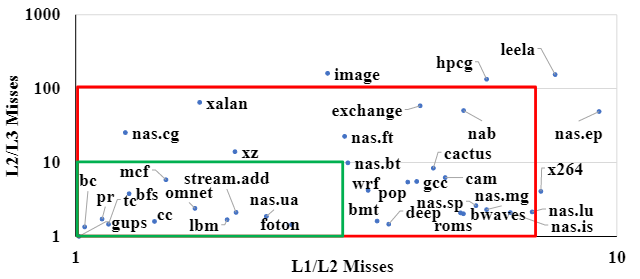 1000
leela
hpcg
image
100
xalan
exchange
nab
nas.ep
nas.cg
nas.ft
xz
cactus
10
nas.bt
x264
mcf
stream.add
wrf
pop
gcc
cam
bc
pr
tc
bfs
omnet
nas.ua
nas.sp
nas.mg
gups
cc
lbm
foton
bmt
deep
roms
bwaves
nas.lu
nas.is
1
1
10
L1/L2 Misses
L2/L3 Misses